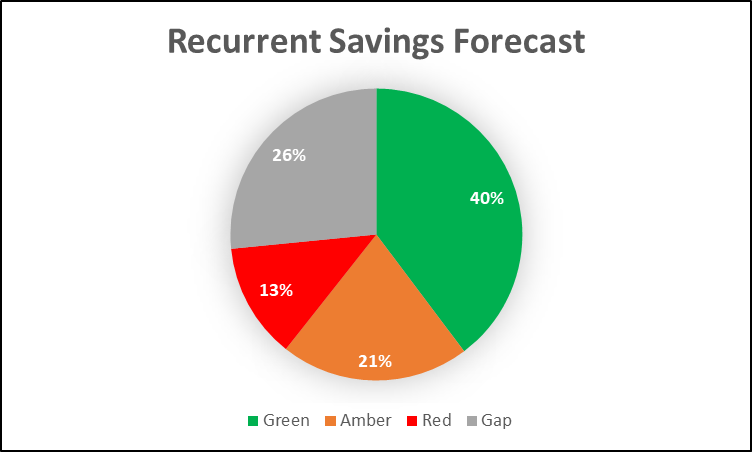 Recurrent Savings Forecast
26%
40%
13%
21%
Green Amber Red Gap